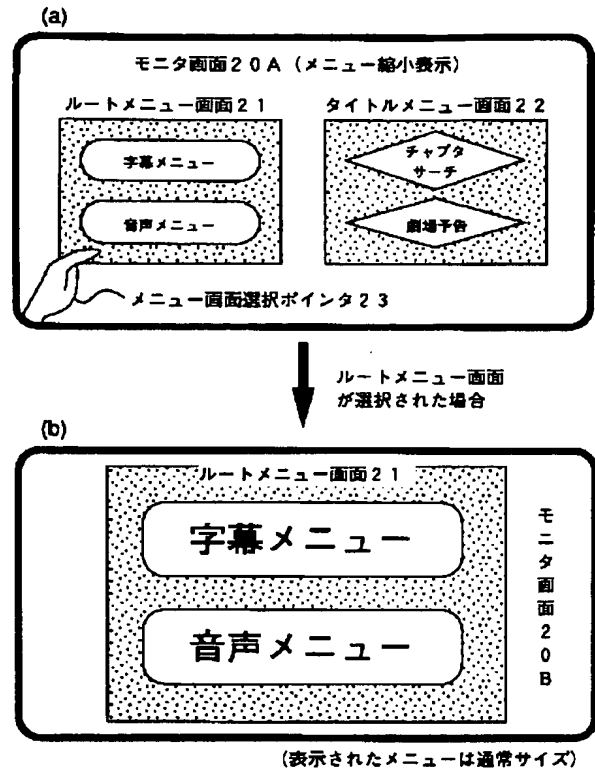 (a)
モニタ画面20A(メニュー縮小表示)
ルートメニュー画面21
タイトルメニュー画面22
字幕メニュー
音声メニュー
チャプタ
サーチ
劇場予告
メニュー画面選択ポインタ23
ルートメニュー画面
が選択された場合
(b)
ルートメニュー画面21
字幕メニュー
音声メニュー
モニタ画面20B
(表示されたメニューは通常サイズ)